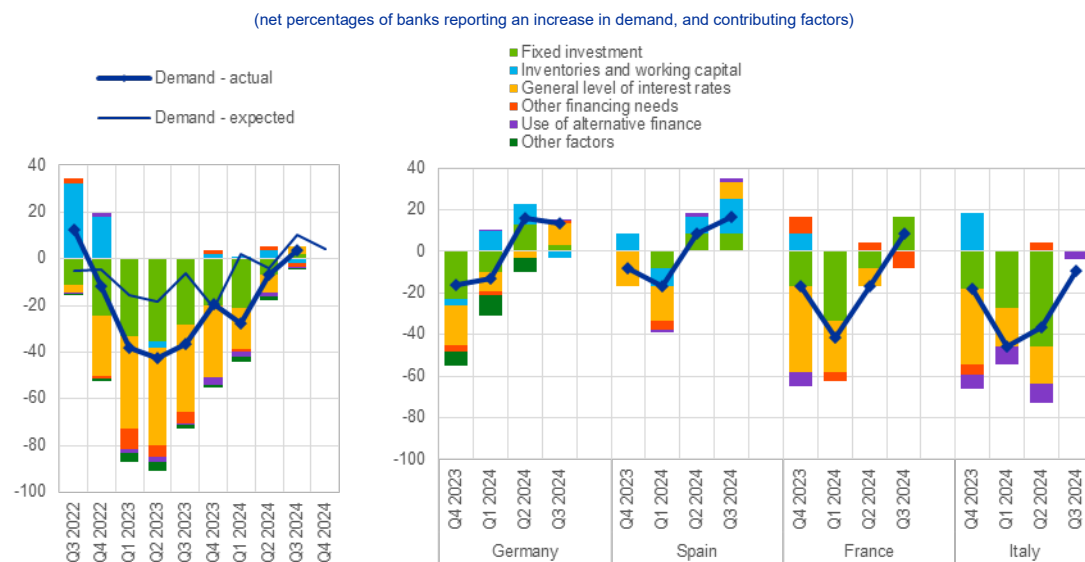 (net percentages of banks reporting an increase in demand, and contributing factors)
Demand - actual
Demand - expected
Fixed investment
Inventories and working capital
General level of interest rates
Other financing needs
Use of alternative finance
Other factors
40
20
0
-20
-40
-60
-80
-100
Q3 2022
Q4 2022
Q1 2023
Q2 2023
Q3 2023
Q4 2023
Q1 2024
Q2 2024
Q3 2024
Q4 2024
40
20
0
-20
-40
-60
-80
-100
Q4 2023
Q1 2024
Q2 2024
Q3 2024
Q4 2023
Q1 2024
Q2 2024
Q3 2024
Q4 2023
Q1 2024
Q2 2024
Q3 2024
Q4 2023
Q1 2024
Q2 2024
Q3 2024
Germany
Spain
France
Italy